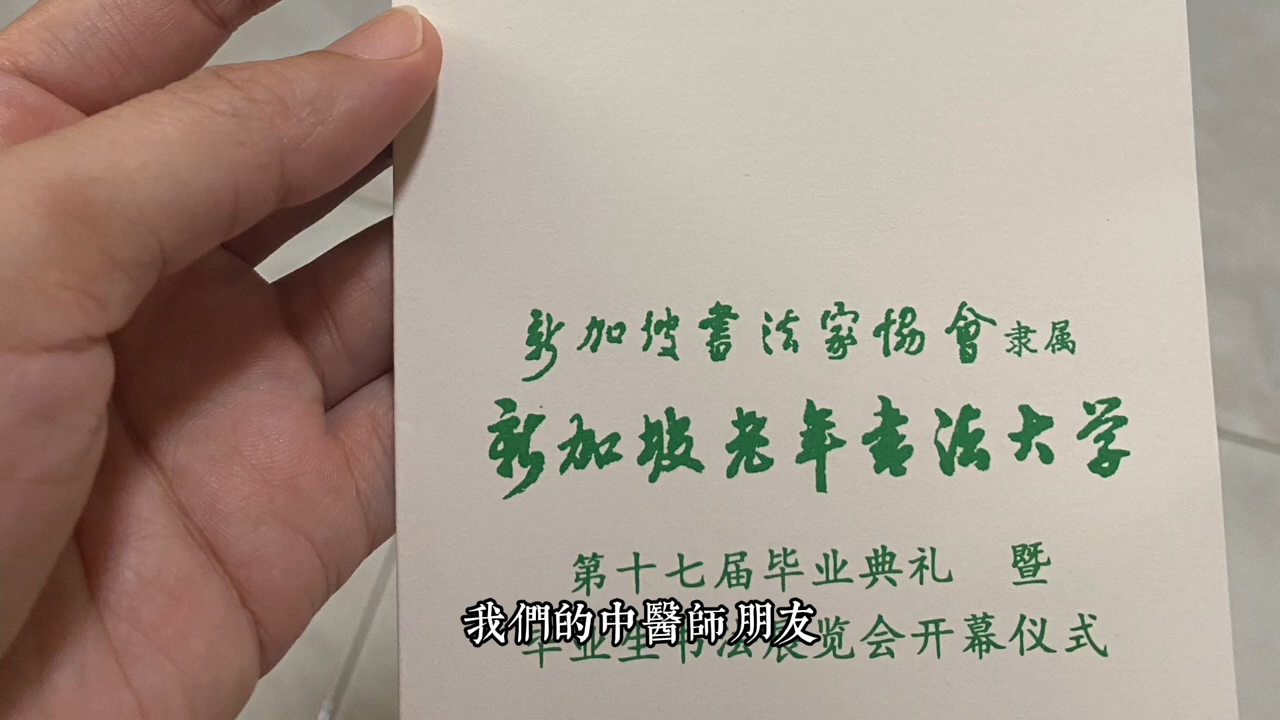 新加坡書法家協會隶属
新加坡老年书法大学
第十七届毕业典礼 暨
我們的中醫師朋友
毕业生书法展览会开幕仪式